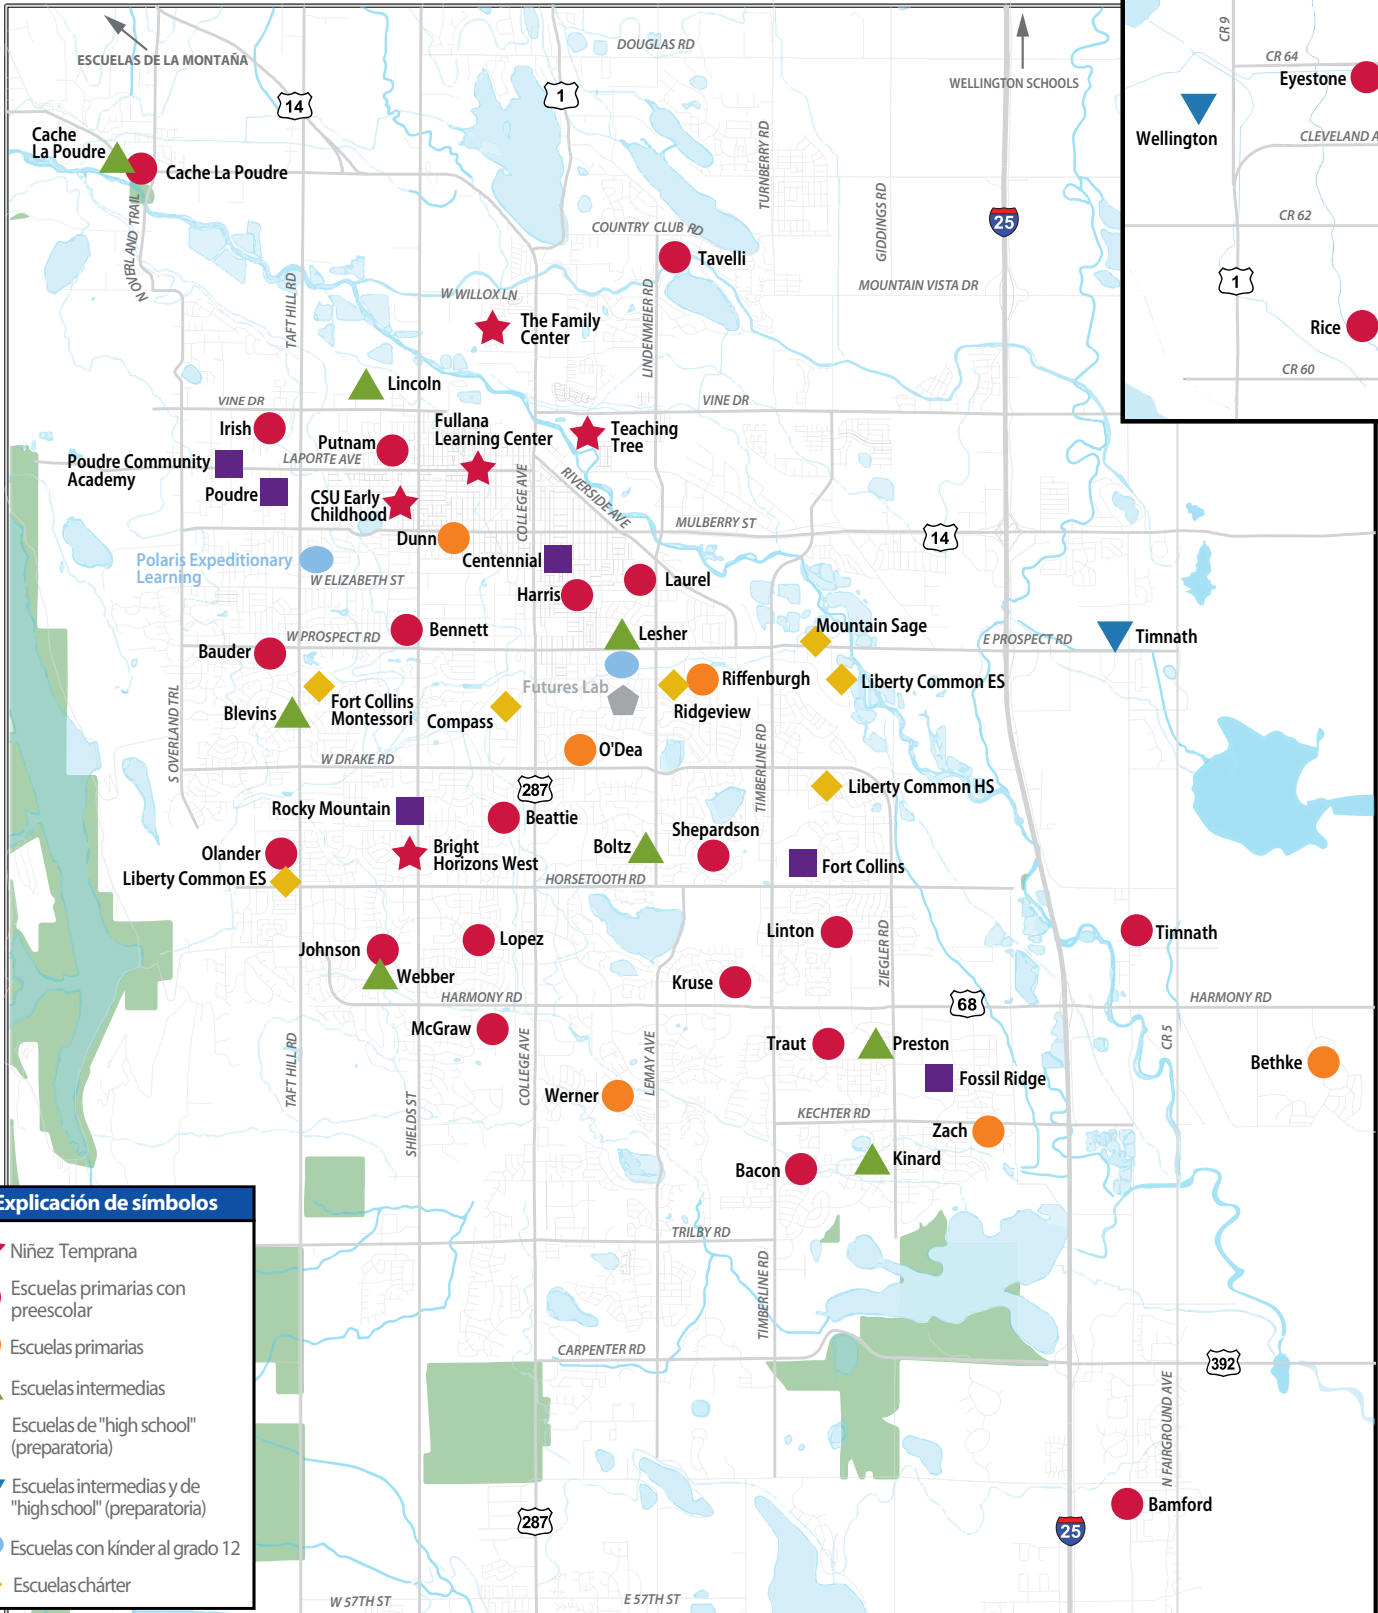 ESCUELAS DE LA MONTAÑA
14
1
DOUGLAS RD
WELLINGTON SCHOOLS
CR 9
CR 64
Eyestone
Wellington
CLEVELAND A
CR 62
1
Rice
CR 60
Cache
La Poudre
Cache La Poudre
N OVERLAND TRAIL
TAFT HILL RD
TURNBERRY RD
GIDDINGS RD
25
COUNTRY CLUB RD
Tavelli
MOUNTAIN VISTA DR
W WILLOX LN
LINDENMEIER RD
The Family
Center
Lincoln
VINE DR
VINE DR
Irish
Putnam
Fullana
Learning Center
Teaching
Tree
LAPORTE AVE
Poudre Community
Academy
Poudre
CSU Early
Childhood
COLLEGE AVE
RIVERSIDE AVE
MULBERRY ST
14
Dunn
Centennial
Polaris Expeditionary
Learning
W ELIZABETH ST
Harris
Laurel
Bennett
W PROSPECT RD
Bauder
Lesher
Mountain Sage
E PROSPECT RD
Timnath
Futures Lab
Riffenburgh
Ridgeview
Liberty Common ES
Fort Collins
Montessori
Blevins
Compass
S OVERLAND TRL
O'Dea
W DRAKE RD
TIMBERLINE RD
287
Liberty Common HS
Rocky Mountain
Beattie
Shepardson
Boltz
Bright
Horizons West
Olander
Liberty Common ES
Fort Collins
HORSETOOTH RD
Lopez
Johnson
Webber
Linton
ZIEGLER RD
Timnath
Kruse
HARMONY RD
68
HARMONY RD
McGraw
TAFT HILL RD
SHIELDS ST
COLLEGE AVE
LEMAY AVE
Traut
Preston
CR 5
Bethke
Fossil Ridge
Werner
KECHTER RD
Zach
Bacon
Kinard
TRILBY RD
TIMBERLINE RD
CARPENTER RD
392
N FAIRGROUND AVE
Bamford
287
25
W 57TH ST
E 57TH ST
Explicación de símbolos
Niñez Temprana
Escuelas primarias con
preescolar
Escuelas primarias
Escuelas intermedias
Escuelas de "high school"
(preparatoria)
Escuelas intermedias y de
"high school" (preparatoria)
Escuelas con kínder al grado 12
Escuelas chárter